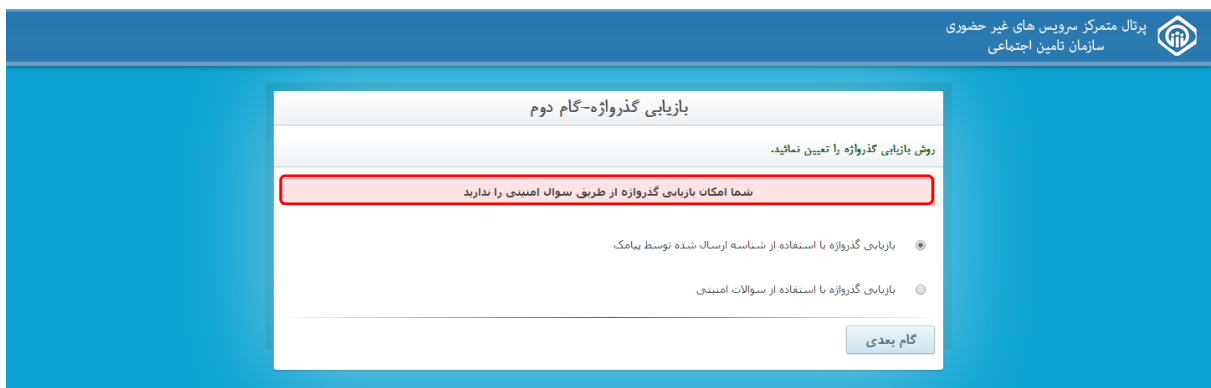 پرتال متمرکز سرویس های غیر حضوری
سازمان تامین اجتماعی
بازیابی گذرواژه-گام دوم
روش بازیابی گذرواژه را تعیین نمائید.
شما امکان بازیابی گذرواژه از طریق سوال امنیتی را ندارید
بازیابی گذرواژه با استفاده از شناسه ارسال شده توسط پیامک
بازیابی گذرواژه با استفاده از سوالات امنیتی
گام بعدی